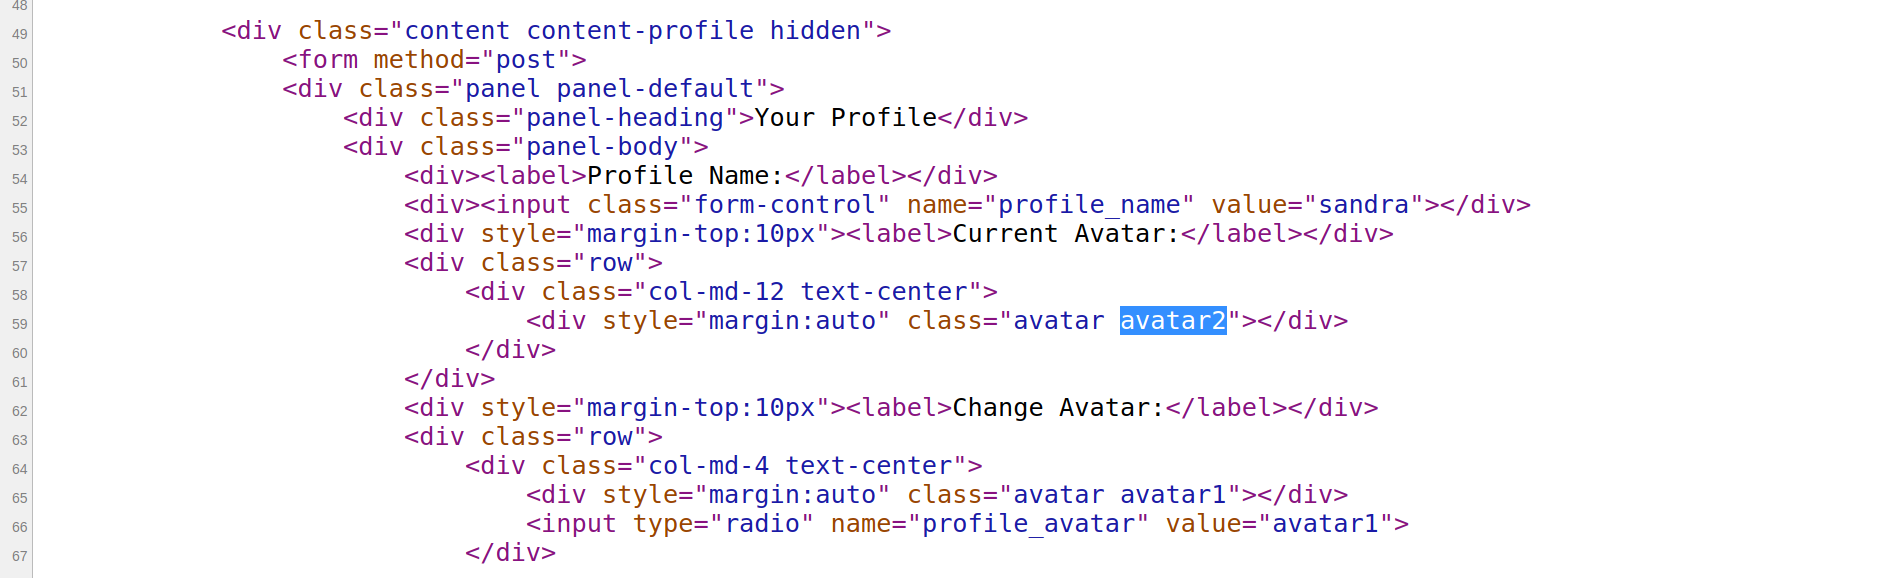 48
49 <div class="content content-profile hidden">
50 <form method="post">
51 <div class="panel panel-default">
52 <div class="panel-heading">Your Profile</div>
53 <div class="panel-body">
54 <div><label>Profile Name:</label></div>
55 <div><input class="form-control" name="profile_name" value="sandra"></div>
56 <div style="margin-top:10px"><label>Current Avatar:</label></div>
57 <div class="row">
58 <div class="col-md-12 text-center">
59 <div style="margin:auto" class="avatar avatar2"></div>
60 </div>
61 </div>
62 <div style="margin-top:10px"><label>Change Avatar:</label></div>
63 <div class="row">
64 <div class="col-md-4 text-center">
65 <div style="margin:auto" class="avatar avatar1"></div>
66 <input type="radio" name="profile_avatar" value="avatar1">
67 </div>